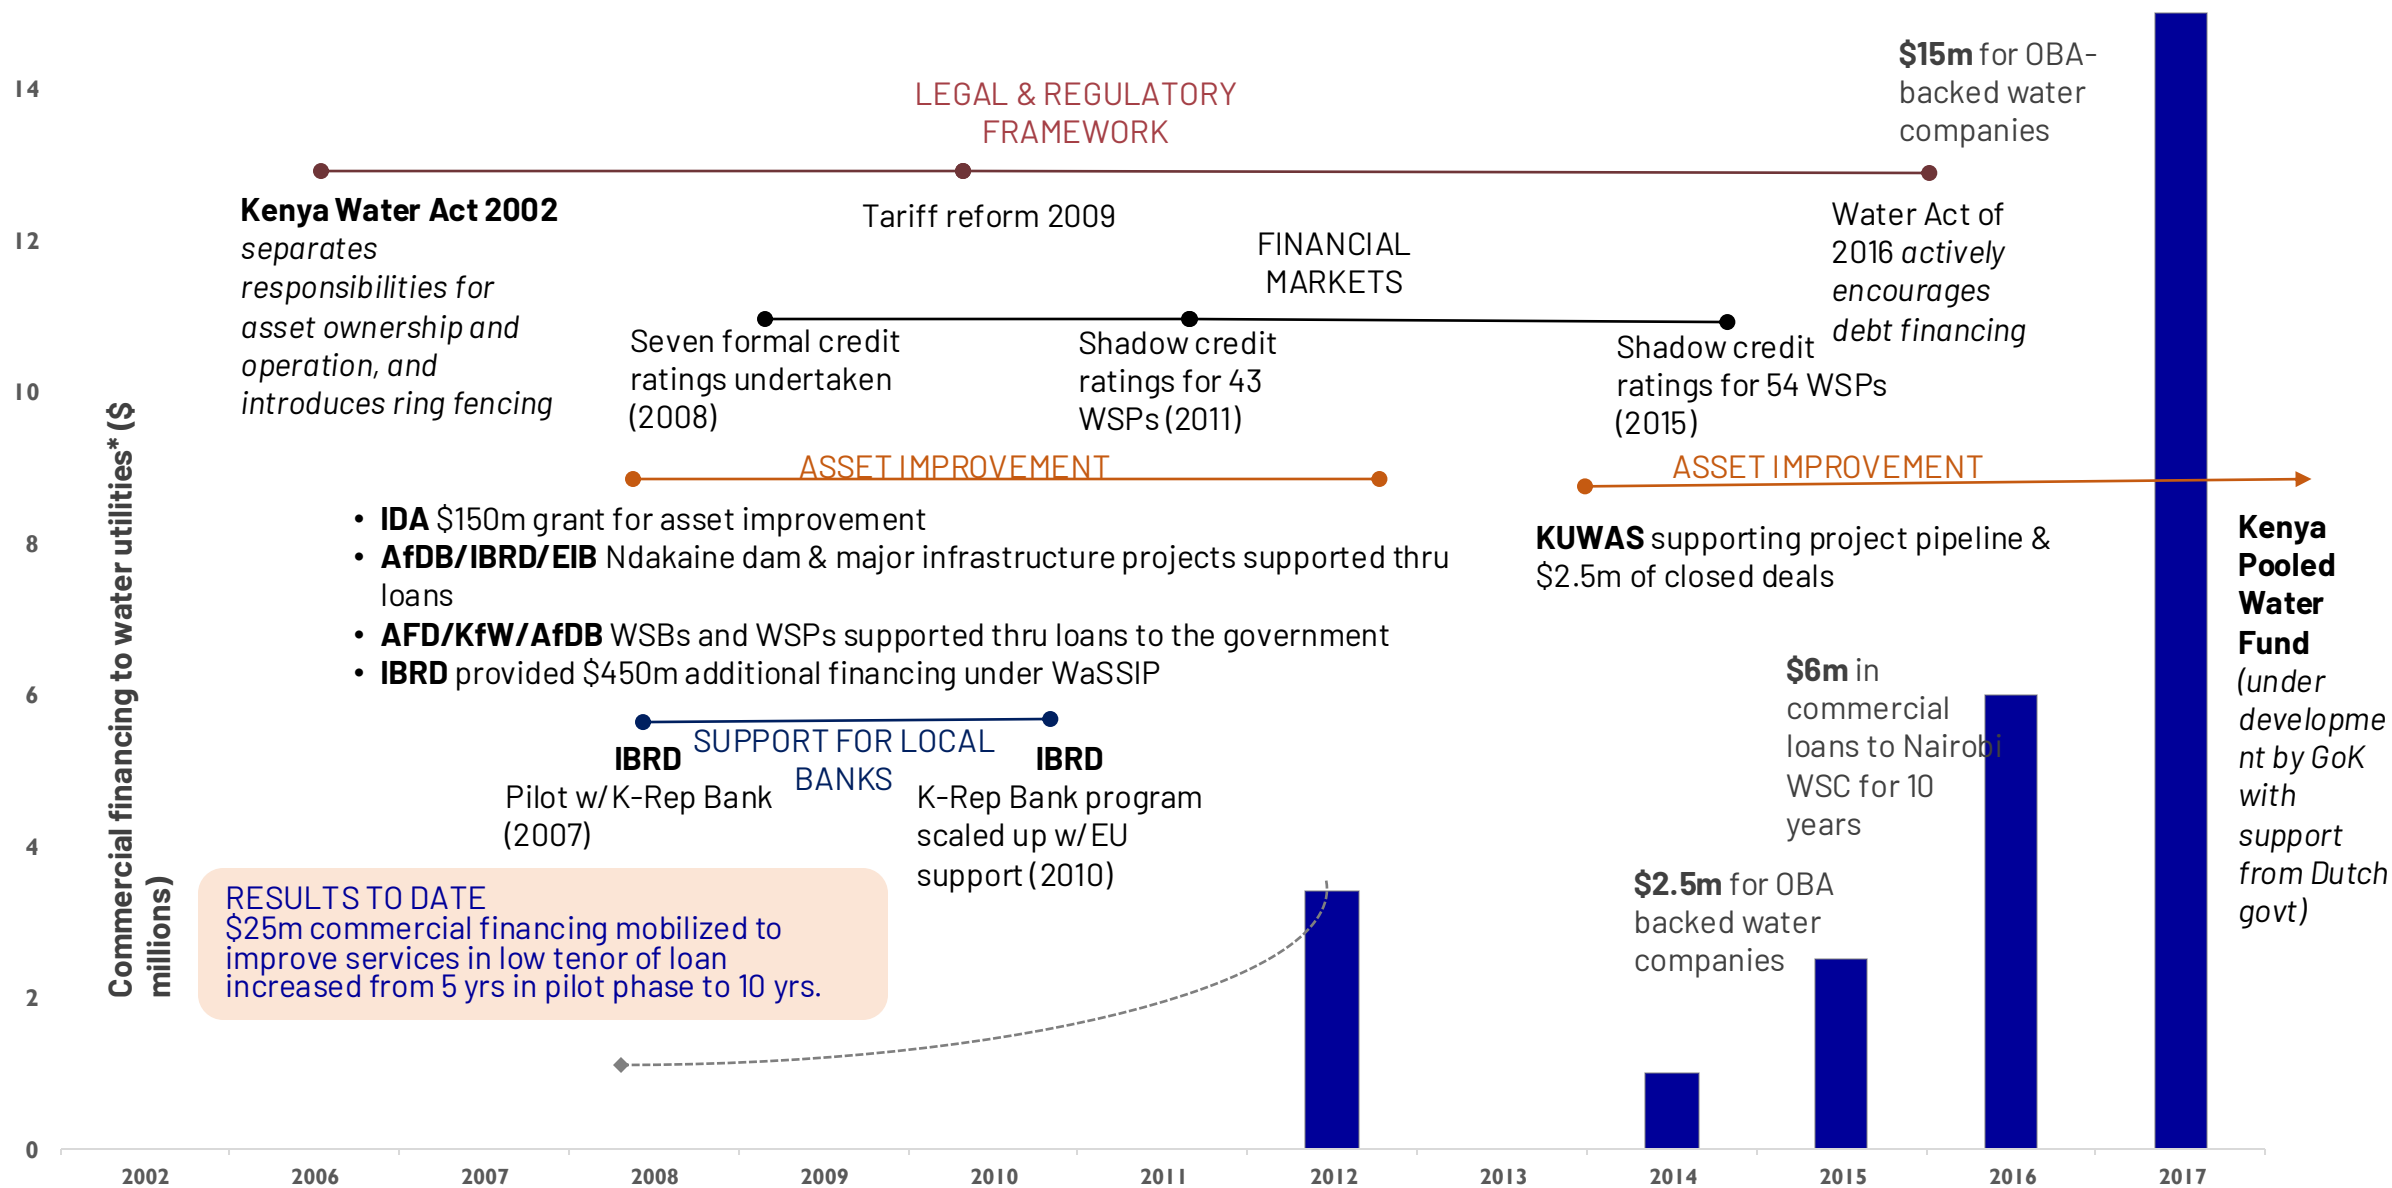 $15m for OBA-
backed water
companies
14
LEGAL & REGULATORY
FRAMEWORK
Kenya Water Act 2002
separates
responsibilities for
asset ownership and
operation, and
introduces ring fencing
Tariff reform 2009
Water Act of
2016 actively
encourages
debt financing
12
FINANCIAL
MARKETS
Seven formal credit
ratings undertaken
(2008)
Shadow credit
ratings for 43
WSPs (2011)
Shadow credit
ratings for 54 WSPs
(2015)
10
Commercial financing to water utilities* ($
millions)
ASSET IMPROVEMENT
• IDA $150m grant for asset improvement
• AfDB/IBRD/EIB Ndakaine dam & major infrastructure projects supported thru
loans
• AFD/KfW/AfDB WSBs and WSPs supported thru loans to the government
• IBRD provided $450m additional financing under WaSSIP
ASSET IMPROVEMENT
KUWAS supporting project pipeline &
$2.5m of closed deals
Kenya
Pooled
Water
Fund
(under
developme
nt by GoK
with
support
from Dutch
govt)
8
6
SUPPORT FOR LOCAL
BANKS
IBRD
Pilot w/K-Rep Bank
(2007)
IBRD
K-Rep Bank program
scaled up w/EU
support (2010)
$6m in
commercial
loans to Nairobi
WSC for 10
years
4
RESULTS TO DATE
$25m commercial financing mobilized to
improve services in low tenor of loan
increased from 5 yrs in pilot phase to 10 yrs.
$2.5m for OBA
backed water
companies
2
0
2002 2006 2007 2008 2009 2010 2011 2012 2013 2014 2015 2016 2017